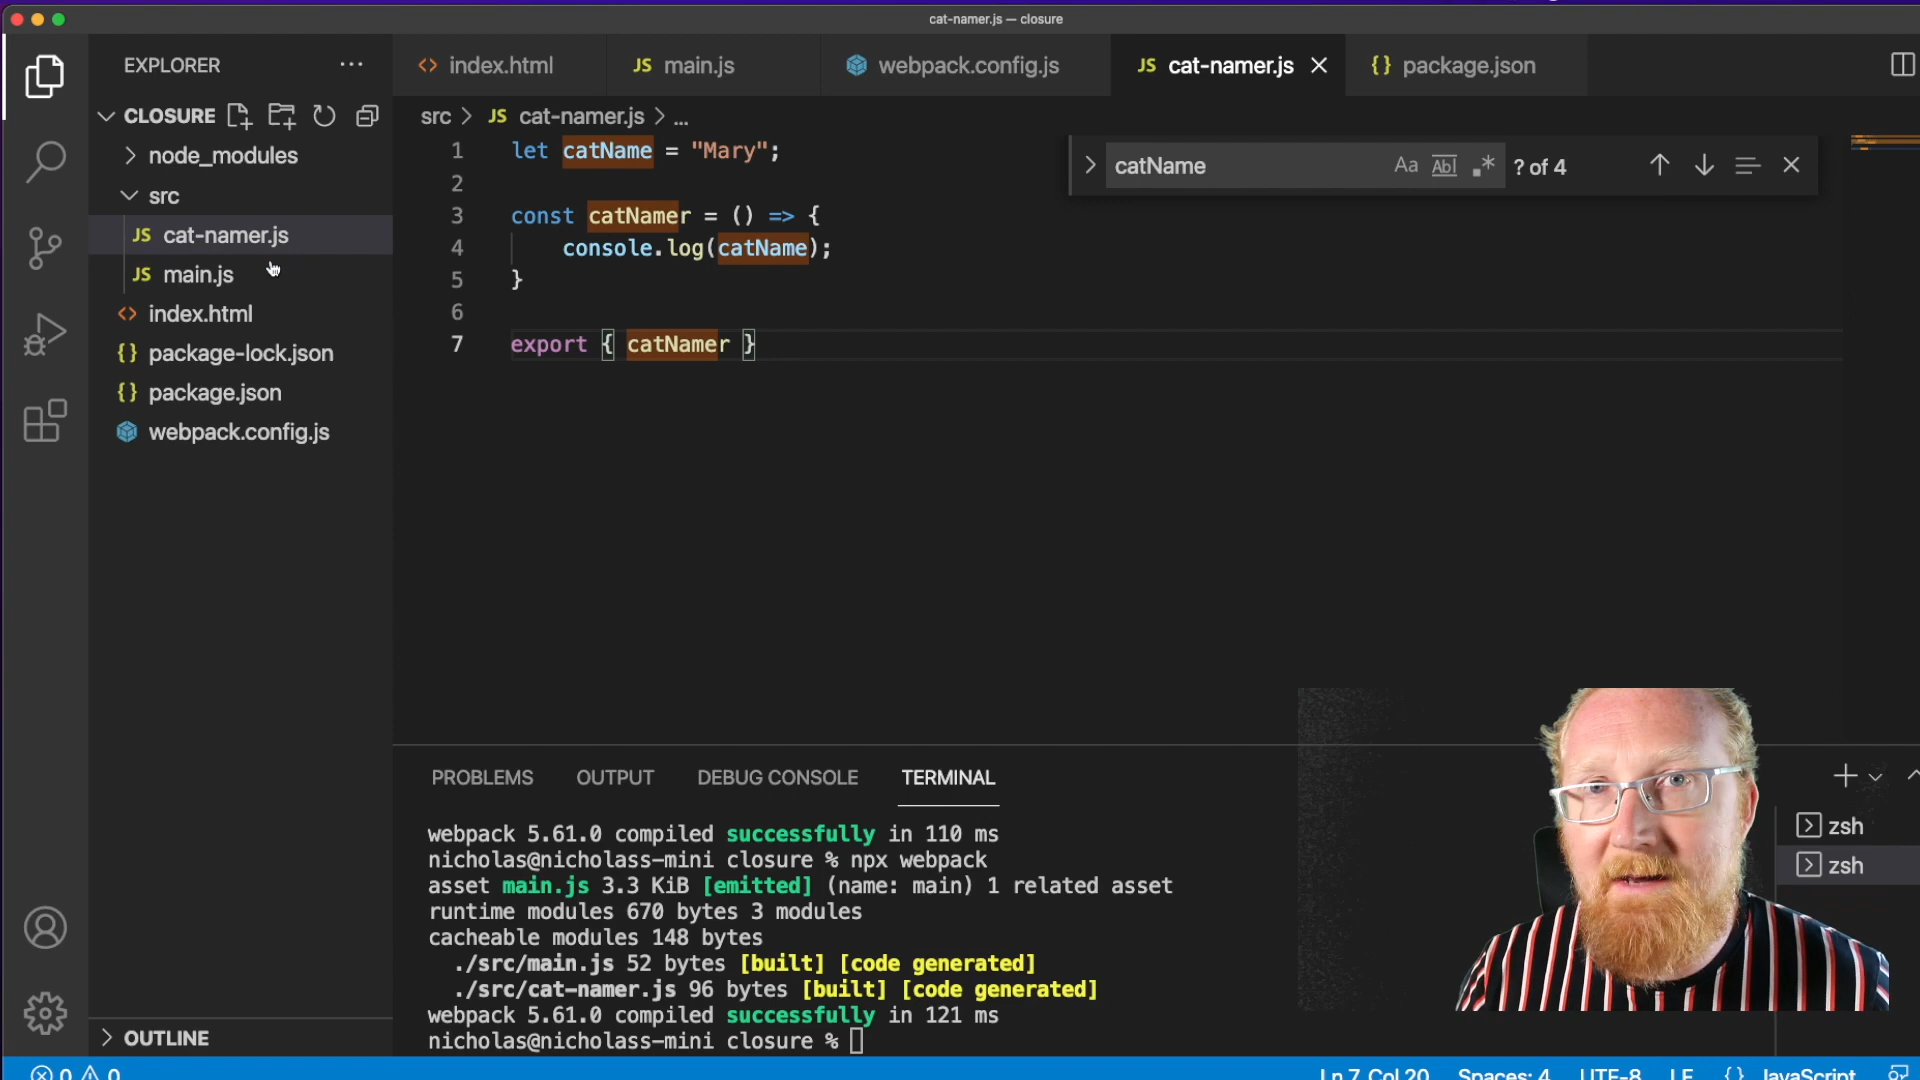 cat-namer.js — closure
EXPLORER
index.html
JS main.js
webpack.config.js
JS cat-namer.js
{} package.json
CLOSURE
src > JS cat-namer.js > ...
node_modules
src
JS cat-namer.js
JS main.js
index.html
{} package-lock.json
{} package.json
webpack.config.js
1 let catName = "Mary";
2
3 const catNamer = () => {
4 console.log(catName);
5 }
6
7 export { catNamer }
catName Aa Abl .* ? of 4
PROBLEMS OUTPUT DEBUG CONSOLE TERMINAL
webpack 5.61.0 compiled successfully in 110 ms
nicholas@nicholass-mini closure % npx webpack
asset main.js 3.3 KiB [emitted] (name: main) 1 related asset
runtime modules 670 bytes 3 modules
cacheable modules 148 bytes
./src/main.js 52 bytes [built] [code generated]
./src/cat-namer.js 96 bytes [built] [code generated]
webpack 5.61.0 compiled successfully in 121 ms
nicholas@nicholass-mini closure %
zsh
zsh
OUTLINE
0 0
Ln 7, Col 20 Spaces: 4 UTF-8 LF {} JavaScript